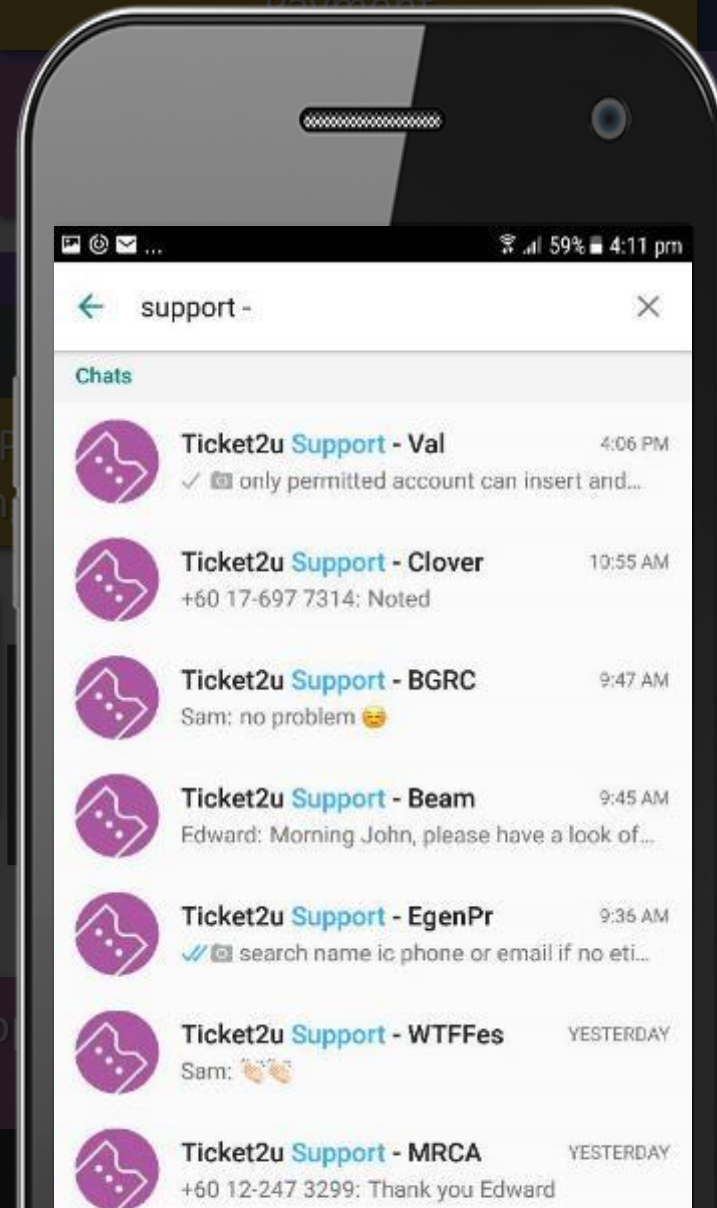 Payment
... 59% 4:11 pm
support -
Chats
Ticket2u Support - Val 4:06 PM
only permitted account can insert and...
Ticket2u Support - Clover 10:55 AM
+60 17-697 7314: Noted
Ticket2u Support - BGRC 9:47 AM
Sam: no problem 😊
Ticket2u Support - Beam 9:45 AM
Edward: Morning John, please have a look of...
Ticket2u Support - EgenPr 9:36 AM
search name ic phone or email if no eti...
Ticket2u Support - WTFFes YESTERDAY
Sam: 👏🏻👏🏻
Ticket2u Support - MRCA YESTERDAY
+60 12-247 3299: Thank you Edward